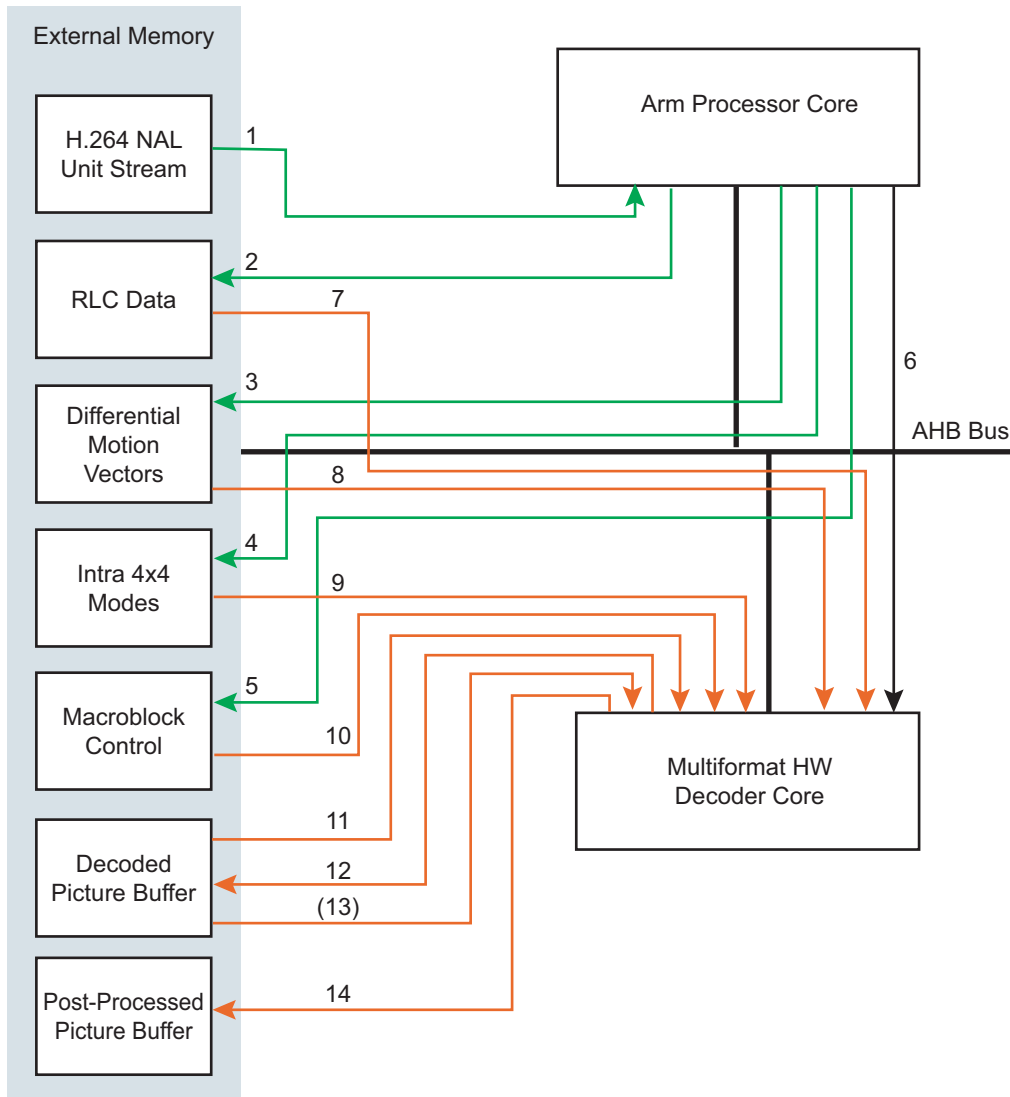 External Memory
Arm Processor Core
H.264 NAL
Unit Stream
1
2
RLC Data
7
3
6
Differential
Motion
Vectors
AHB Bus
8
4
Intra 4x4
Modes
9
5
Macroblock
Control
10
Multiformat HW
Decoder Core
11
Decoded
Picture Buffer
12
(13)
14
Post-Processed
Picture Buffer